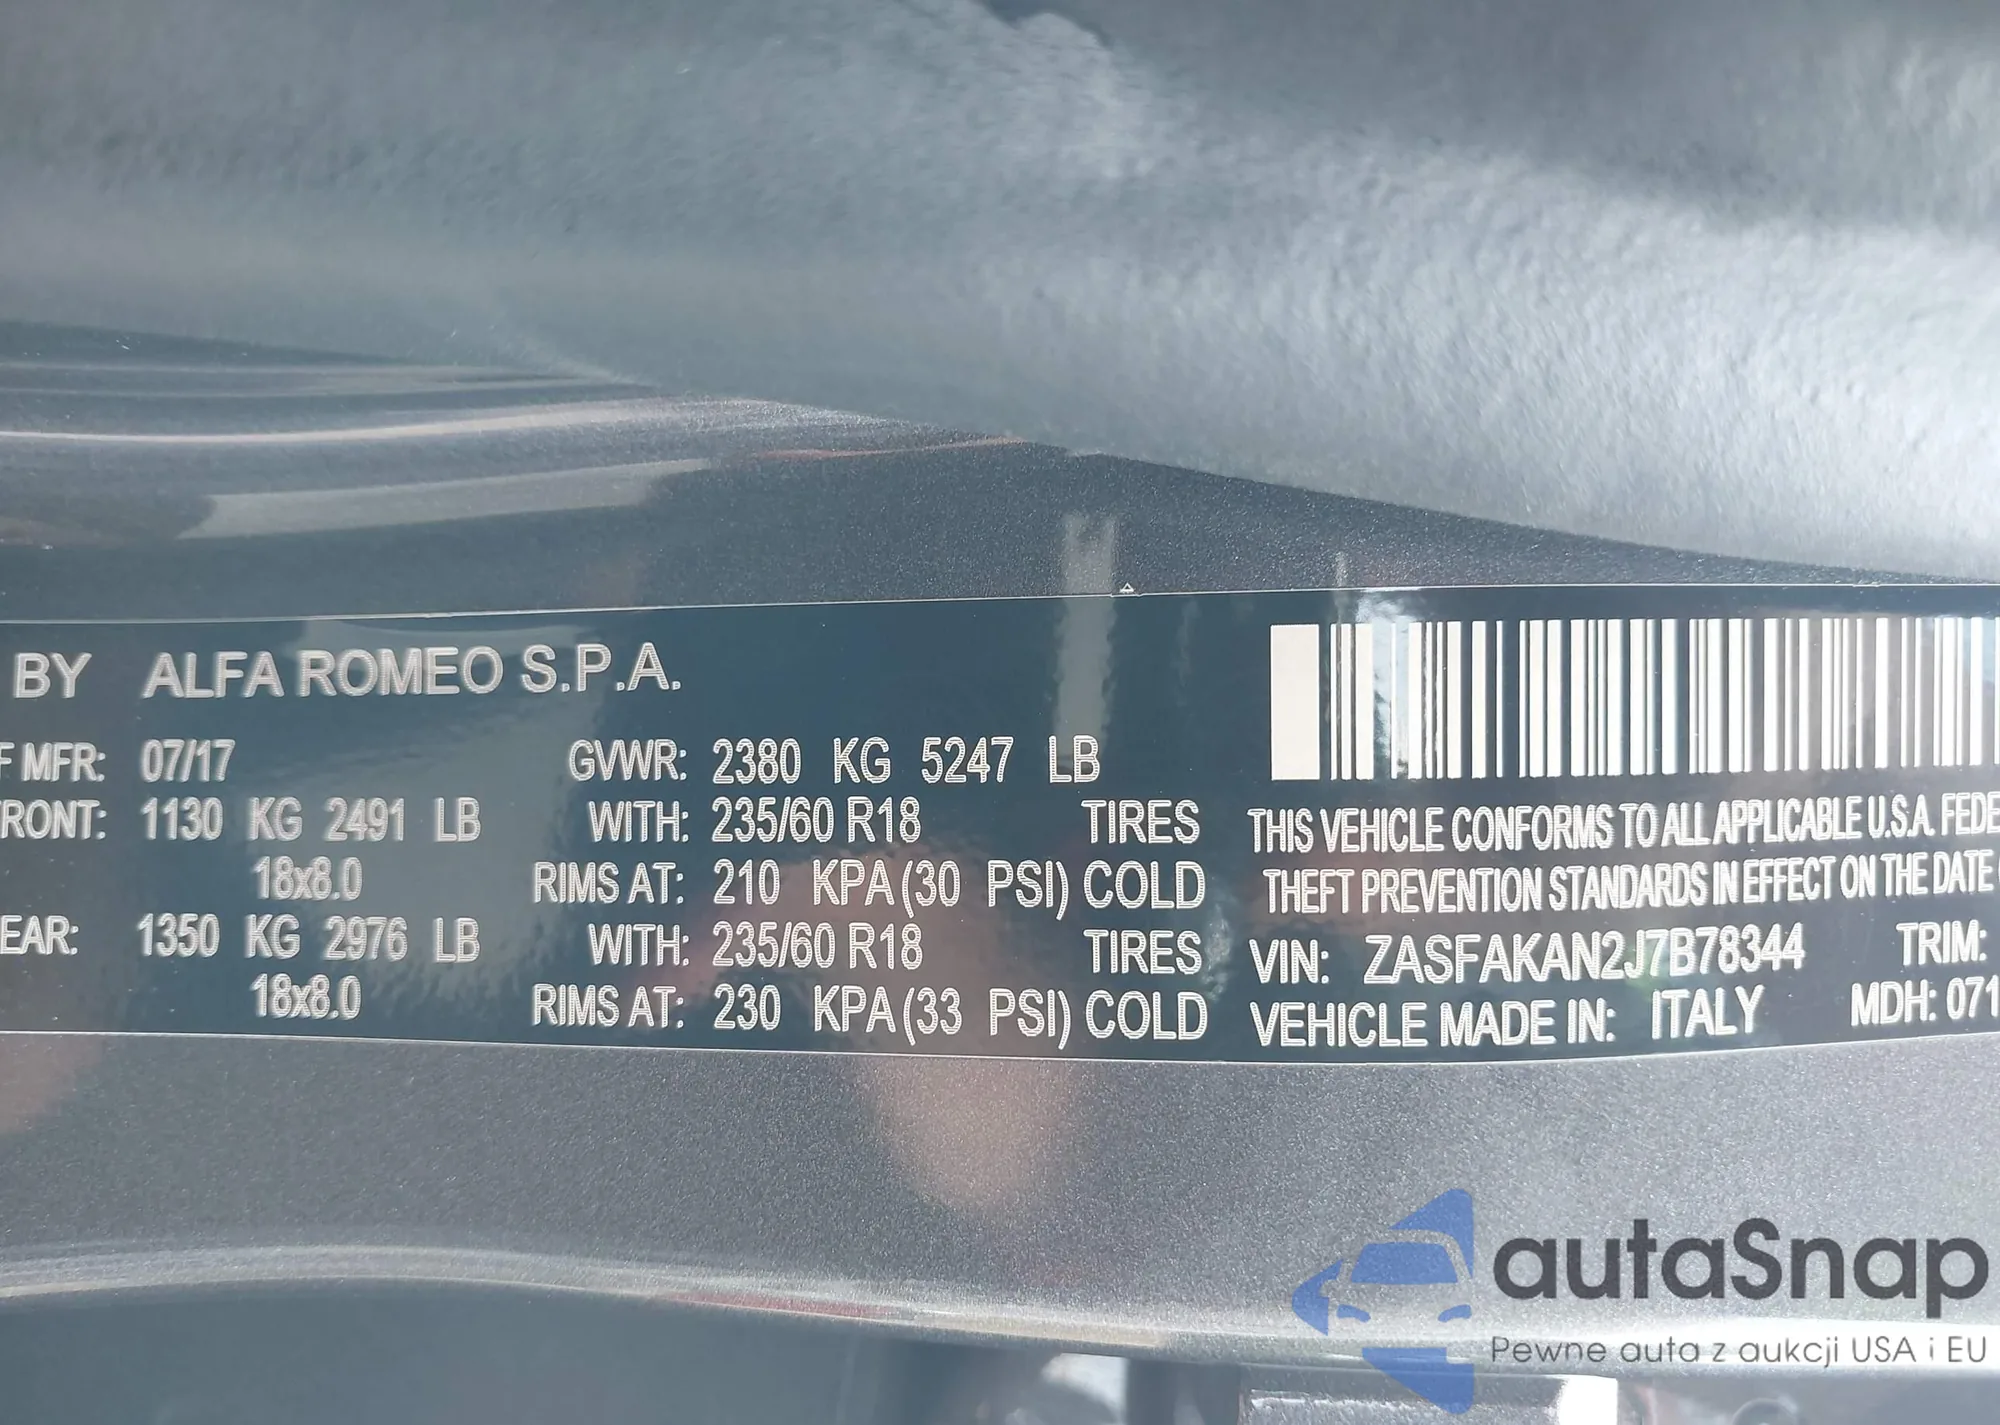 BY ALFA ROMEO S.P.A.
F MFR: 07/17 GVWR: 2380 KG 5247 LB
RONT: 1130 KG 2491 LB WITH: 235/60 R18 TIRES
18x8.0 RIMS AT: 210 KPA (30 PSI) COLD
EAR: 1350 KG 2976 LB WITH: 235/60 R18 TIRES
18x8.0 RIMS AT: 230 KPA (33 PSI) COLD
THIS VEHICLE CONFORMS TO ALL APPLICABLE U.S.A. FEDE
THEFT PREVENTION STANDARDS IN EFFECT ON THE DATE
VIN: ZASFAKAN2J7B78344 TRIM:
VEHICLE MADE IN: ITALY MDH: 071
autaSnap
Pewne auta z aukcji USA i EU